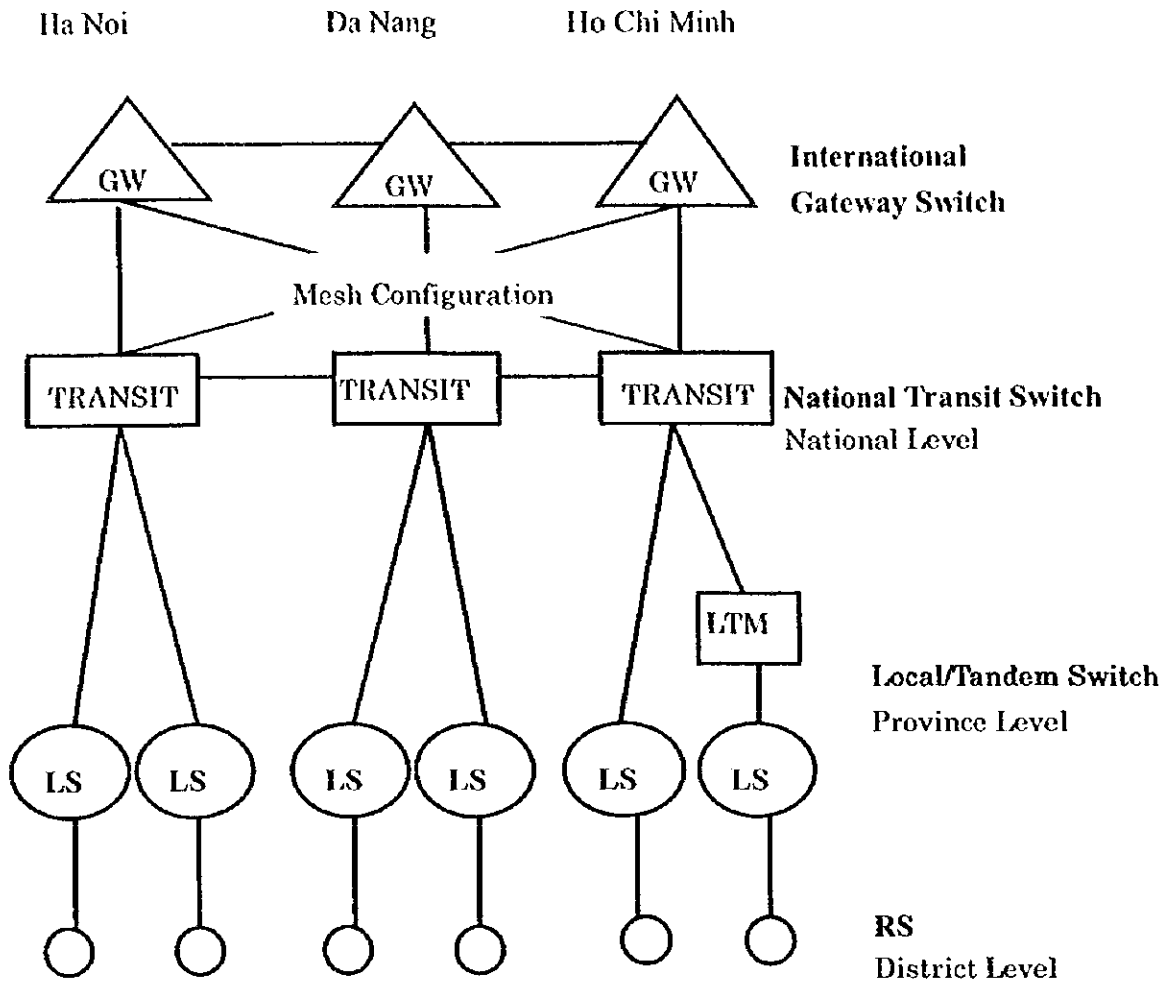 Ha Noi Da Nang Ho Chi Minh
GW GW GW
International
Gateway Switch
Mesh Configuration
TRANSIT TRANSIT TRANSIT
National Transit Switch
National Level
LTM
Local/Tandem Switch
Province Level
LS LS LS LS LS LS
RS
District Level